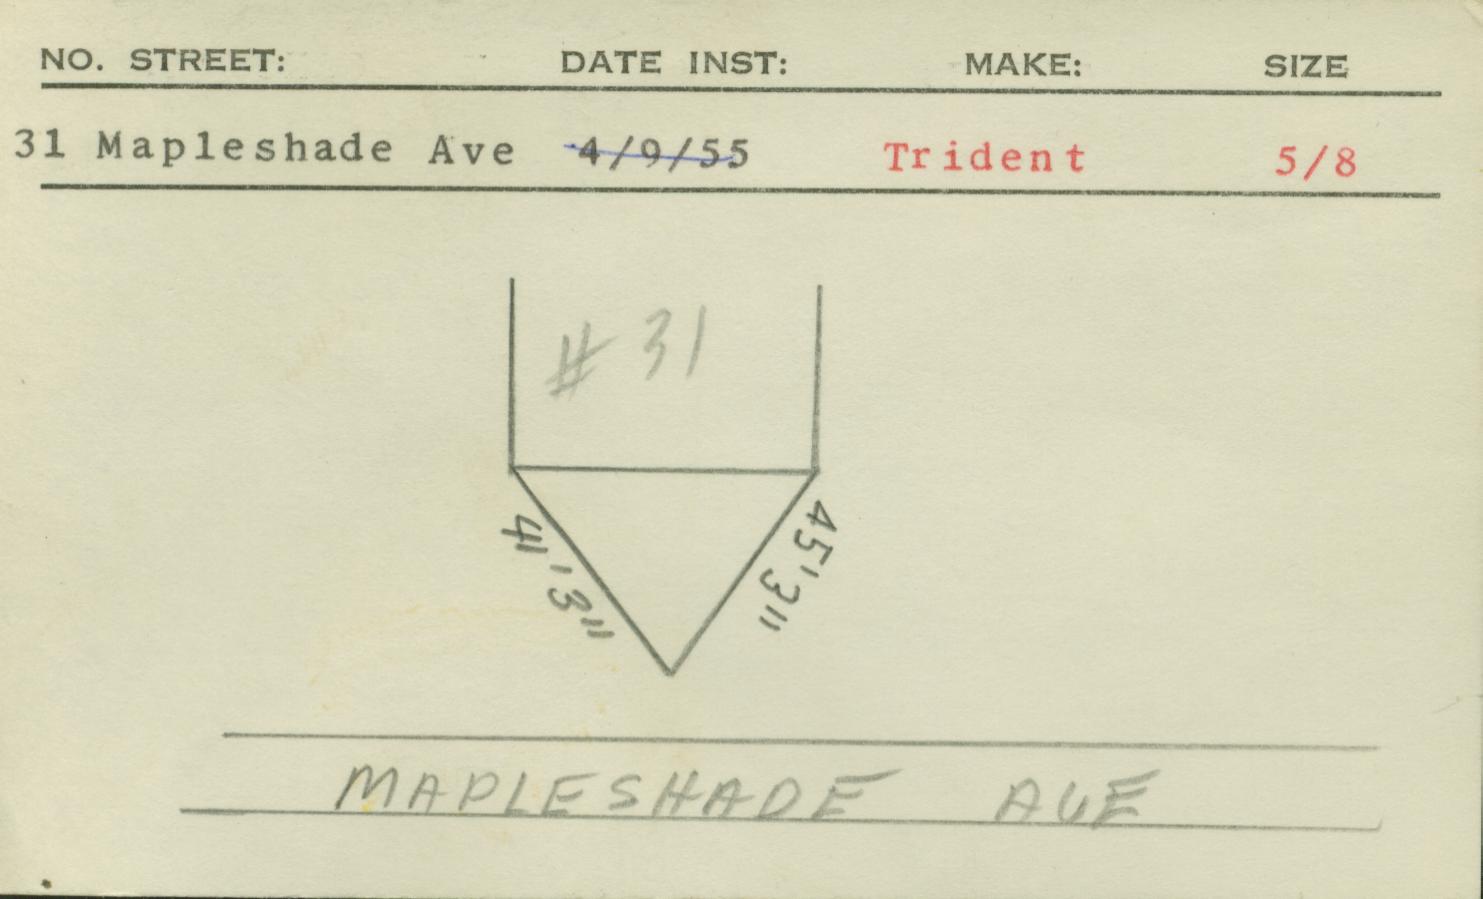 NO. STREET: DATE INST: MAKE: SIZE
31 Mapleshade Ave 4/9/55 Trident 5/8
# 31
41'3"
45'3"
MAPLESHADE AVE